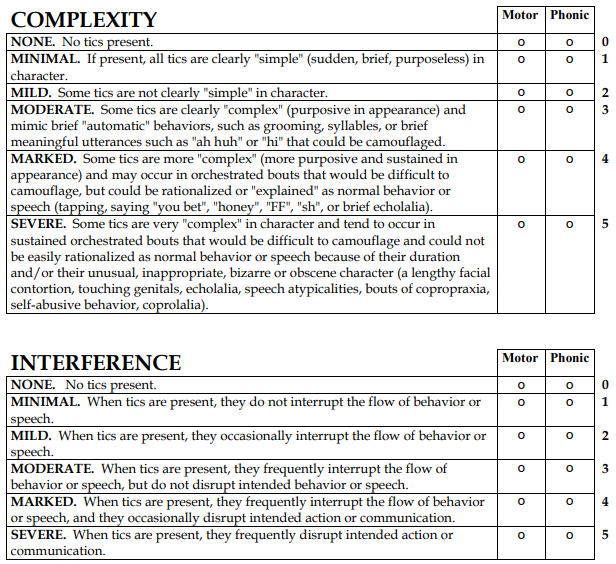 COMPLEXITY Motor Phonic
NONE. No tics present. o o 0
MINIMAL. If present, all tics are clearly "simple" (sudden, brief, purposeless) in o o 1
character.
MILD. Some tics are not clearly "simple" in character. o o 2
MODERATE. Some tics are clearly "complex" (purposive in appearance) and o o 3
mimic brief "automatic" behaviors, such as grooming, syllables, or brief
meaningful utterances such as "ah huh" or "hi" that could be camouflaged.
MARKED. Some tics are more "complex" (more purposive and sustained in o o 4
appearance) and may occur in orchestrated bouts that would be difficult to
camouflage, but could be rationalized or "explained" as normal behavior or
speech (tapping, saying "you bet", "honey", "FF", "sh", or brief echolalia).
SEVERE. Some tics are very "complex" in character and tend to occur in o o 5
sustained orchestrated bouts that would be difficult to camouflage and could not
be easily rationalized as normal behavior or speech because of their duration
and/or their unusual, inappropriate, bizarre or obscene character (a lengthy facial
contortion, touching genitals, echolalia, speech atypicalities, bouts of copropraxia,
self-abusive behavior, coprolalia).
INTERFERENCE Motor Phonic
NONE. No tics present. o o 0
MINIMAL. When tics are present, they do not interrupt the flow of behavior or o o 1
speech.
MILD. When tics are present, they occasionally interrupt the flow of behavior or o o 2
speech.
MODERATE. When tics are present, they frequently interrupt the flow of o o 3
behavior or speech, but do not disrupt intended behavior or speech.
MARKED. When tics are present, they frequently interrupt the flow of behavior o o 4
or speech, and they occasionally disrupt intended action or communication.
SEVERE. When tics are present, they frequently disrupt intended action or o o 5
communication.